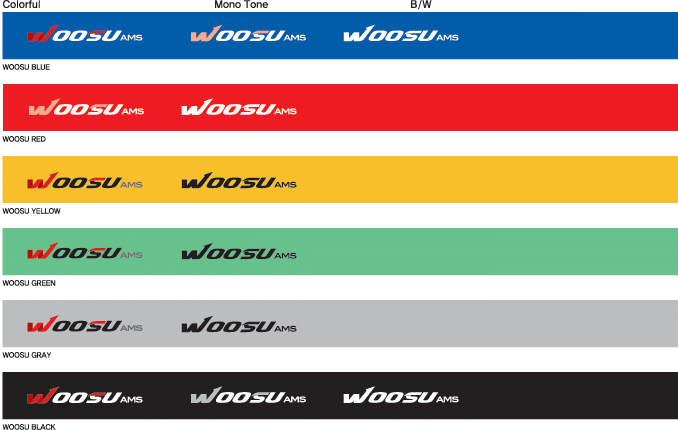 Colorful Mono Tone B/W
WOOSU AMS WOOSU AMS WOOSU AMS
WOOSU BLUE
WOOSU AMS WOOSU AMS
WOOSU RED
WOOSU AMS WOOSU AMS
WOOSU YELLOW
WOOSU AMS WOOSU AMS
WOOSU GREEN
WOOSU AMS WOOSU AMS
WOOSU GRAY
WOOSU AMS WOOSU AMS WOOSU AMS
WOOSU BLACK